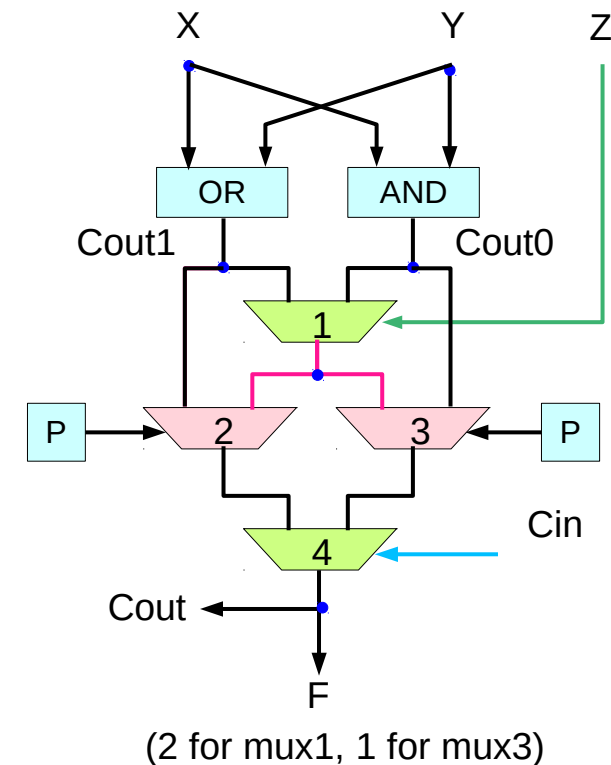 X Y Z
OR AND
Cout1 Cout0
1
P 2 3 P
Cin
4
Cout
F
(2 for mux1, 1 for mux3)